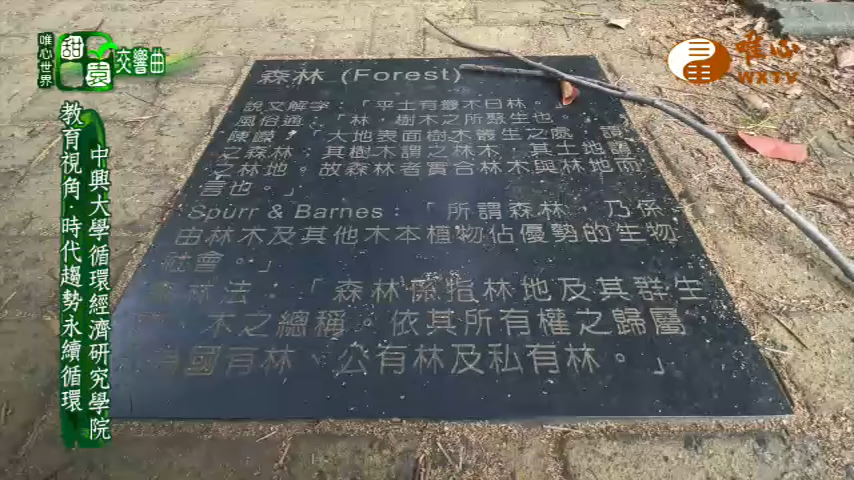 唯心世界
甜園
交響曲
教育視角·時代趨勢永續循環
中興大學循環經濟研究學院
唯心
WXTV
森林 (Forest)
說文解字：「平土有叢木曰林。」
風俗通：「林，木之所聚生也。」
陳嶸：「大地表面樹木叢生之處，謂
之森林，其樹木謂之林木，其土地謂
之林地。故森林者實合林木與林地而
言也。」
Spurr & Barnes：「所謂森林，乃係
由林木及其他木本植物佔優勢的生物
社會。」
森林法：「森林係指林地及其群生
木之總稱。依其所有權之歸屬
為國有林、公有林及私有林。」